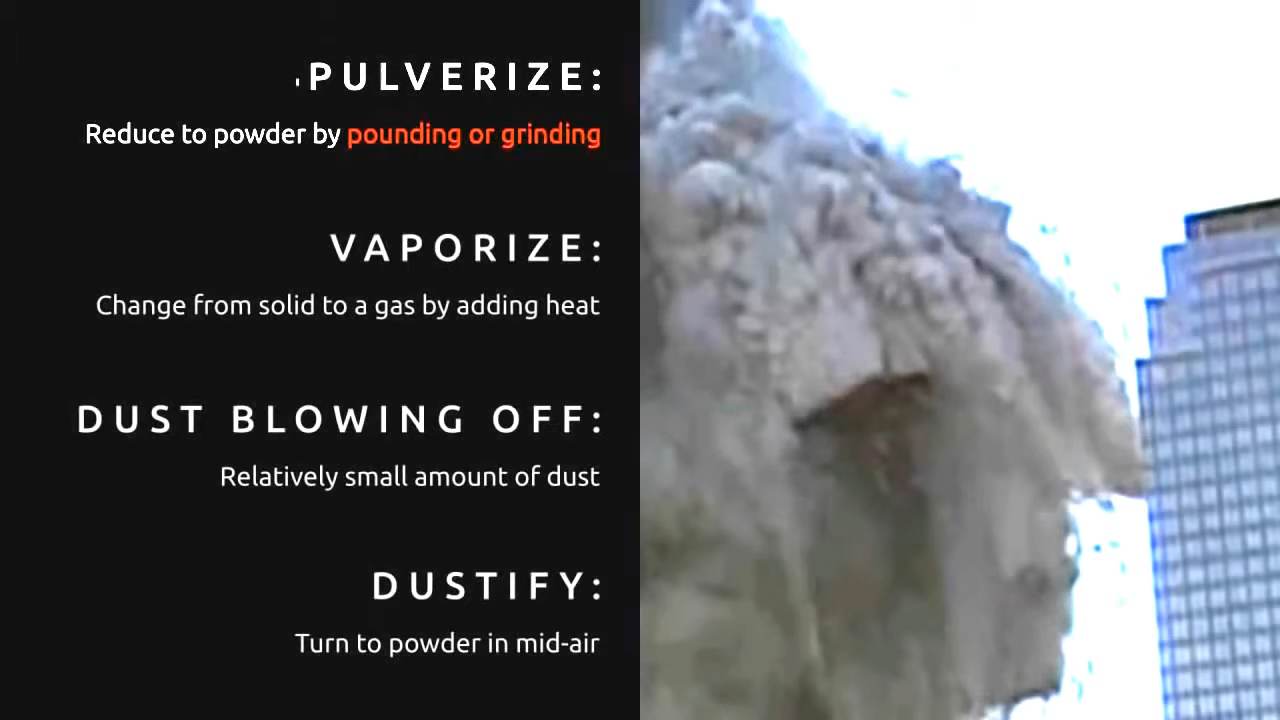 PULVERIZE:
Reduce to powder by pounding or grinding
VAPORIZE:
Change from solid to a gas by adding heat
DUST BLOWING OFF:
Relatively small amount of dust
DUSTIFY:
Turn to powder in mid-air